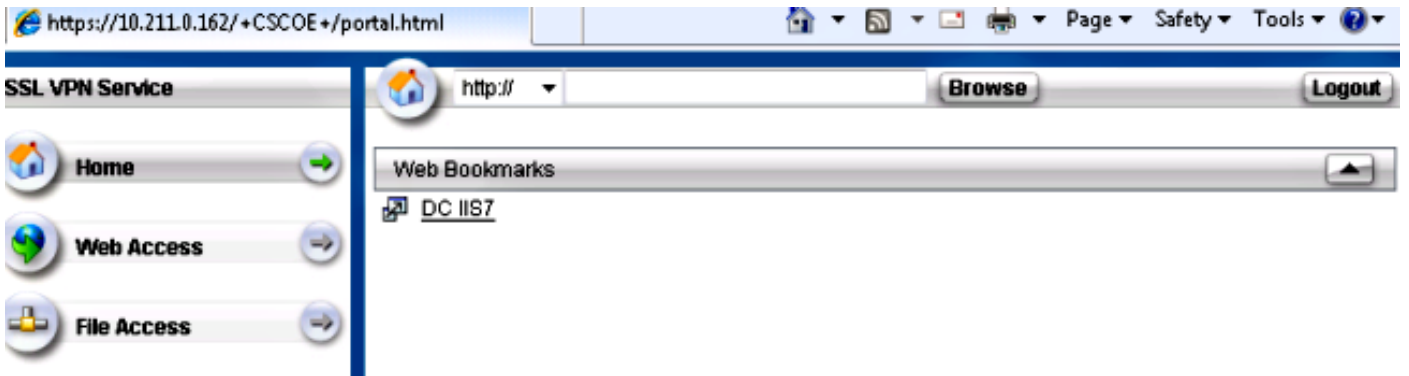 https://10.211.0.162/+CSCOE+/portal.html
Page Safety Tools
SSL VPN Service
http://
Browse
Logout
Home
Web Bookmarks
DC IIS7
Web Access
File Access